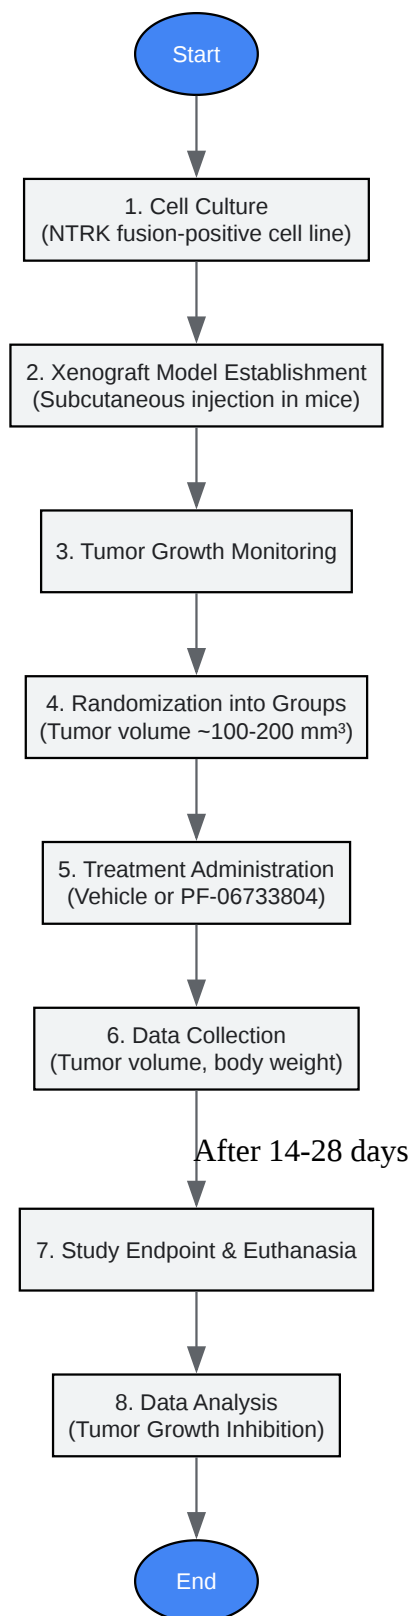 Start
1. Cell Culture
(NTRK fusion-positive cell line)
2. Xenograft Model Establishment
(Subcutaneous injection in mice)
3. Tumor Growth Monitoring
4. Randomization into Groups
(Tumor volume ~100-200 mm³)
5. Treatment Administration
(Vehicle or PF-06733804)
6. Data Collection
(Tumor volume, body weight)
After 14-28 days
7. Study Endpoint & Euthanasia
8. Data Analysis
(Tumor Growth Inhibition)
End